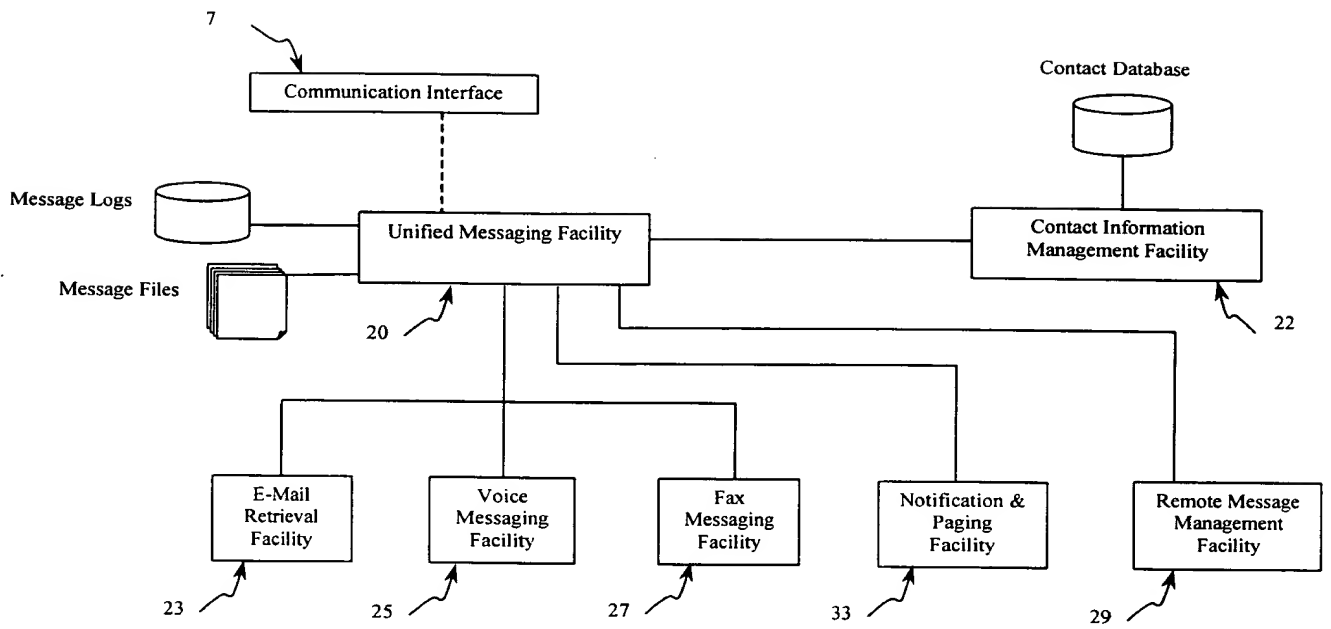 7
Communication Interface
Contact Database
Message Logs
Unified Messaging Facility
Contact Information
Management Facility
Message Files
20
22
E-Mail
Retrieval
Facility
Voice
Messaging
Facility
Fax
Messaging
Facility
Notification &
Paging
Facility
Remote Message
Management
Facility
23
25
27
33
29